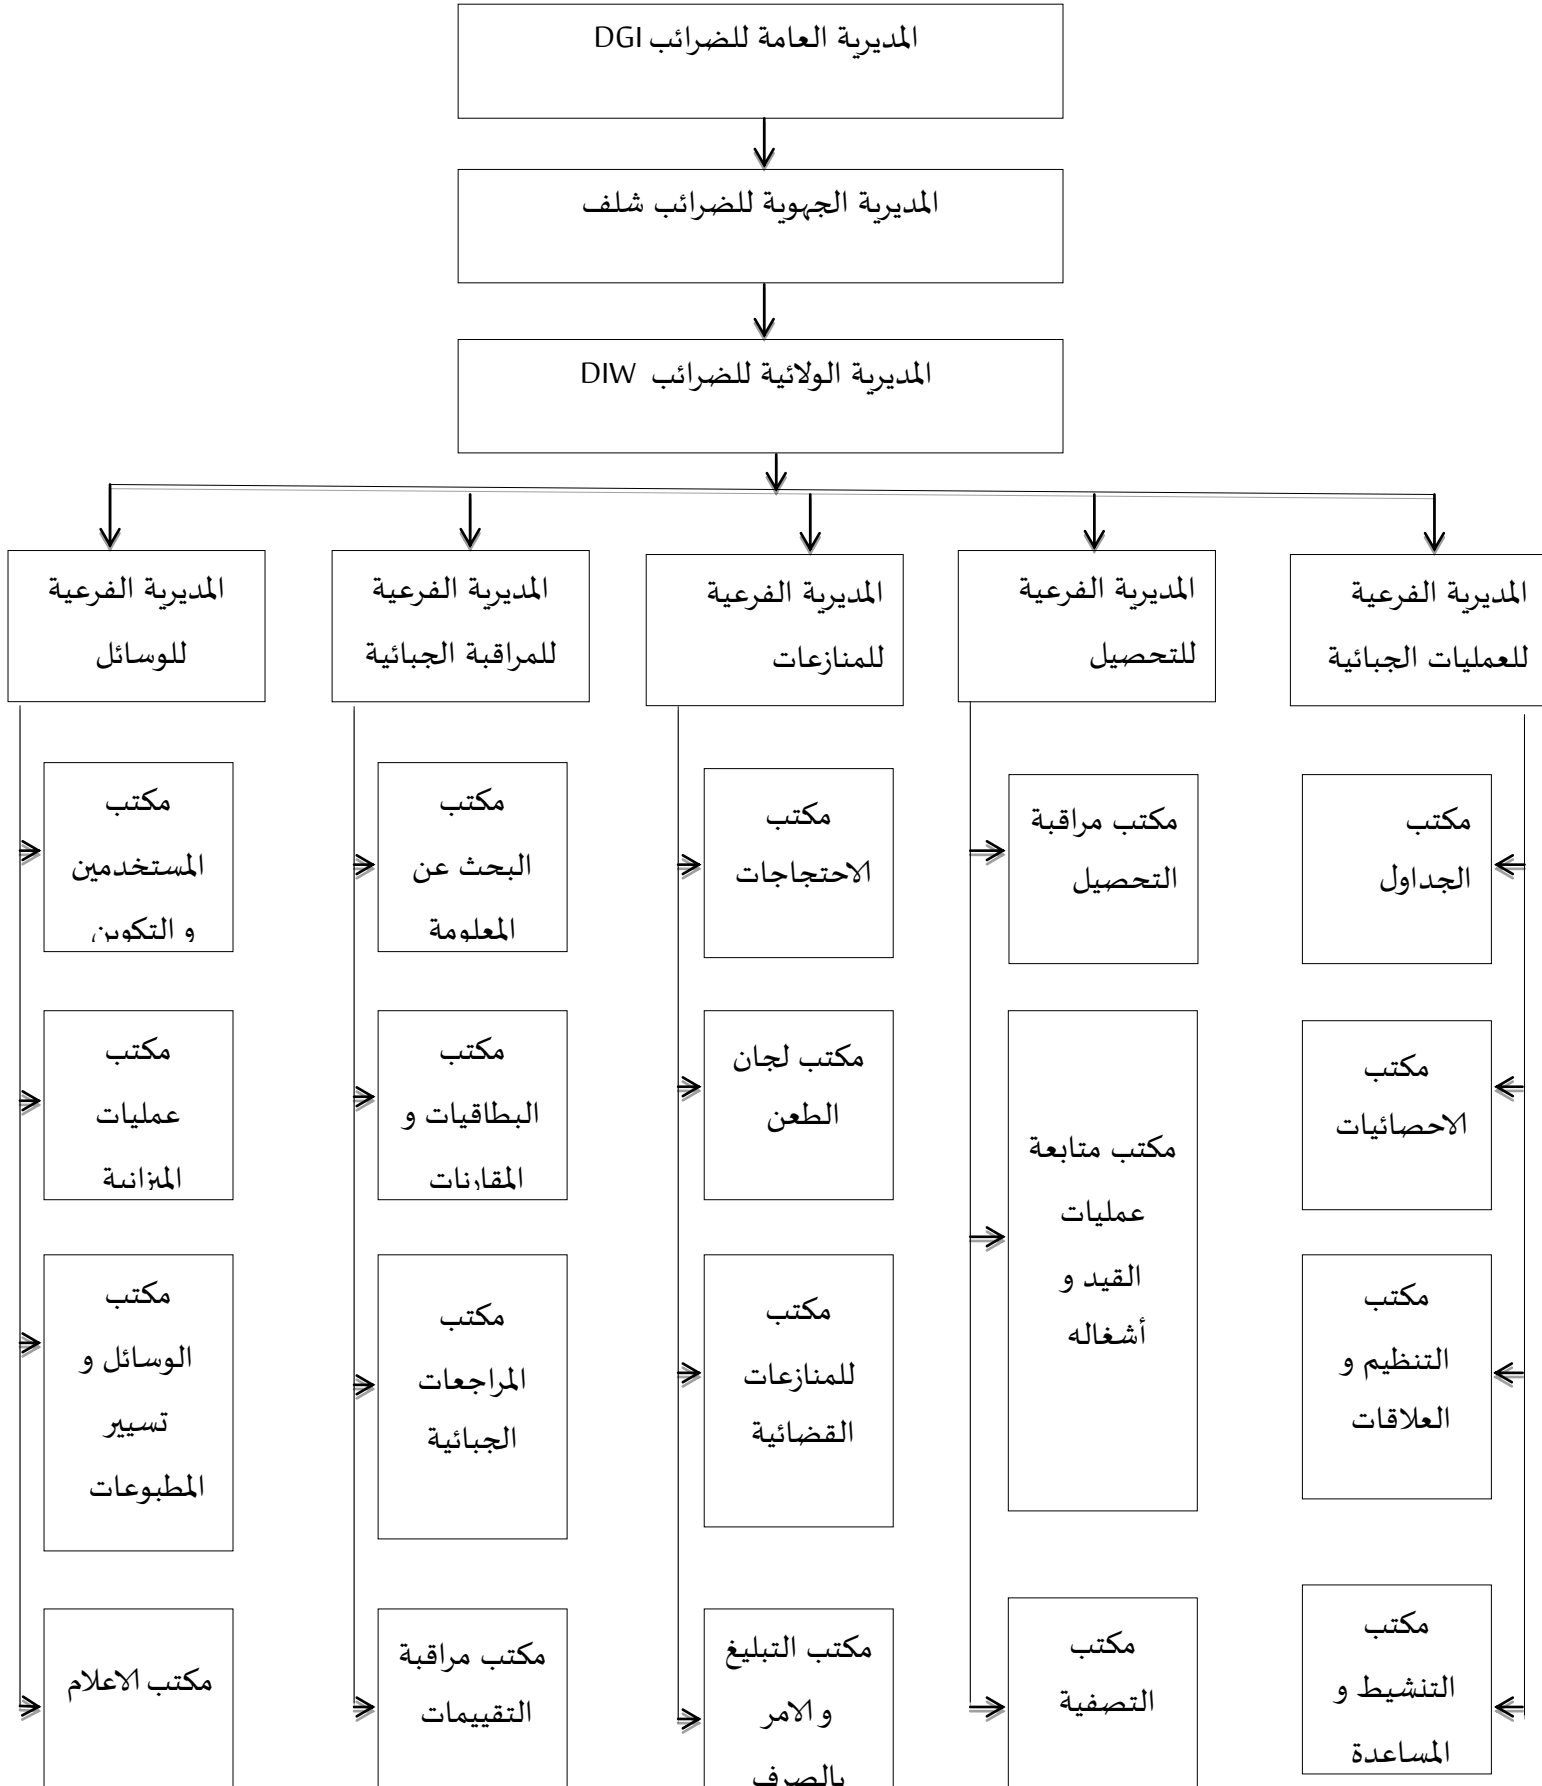 المديرية العامة للضرائب DGI
المديرية الجهوية للضرائب شلف
المديرية الولائية للضرائب DIW
المديرية الفرعية
للعمليات الجبائية
المديرية الفرعية
للتحصيل
المديرية الفرعية
للمنازعات
المديرية الفرعية
للمراقبة الجبائية
المديرية الفرعية
للوسائل
مكتب
الجداول
مكتب
الاحصائيات
مكتب
التنظيم و
العلاقات
مكتب
التنشيط و
المساعدة
مكتب مراقبة
التحصيل
مكتب متابعة
عمليات
القيد و
أشغاله
مكتب
التصفية
مكتب
الاحتجاجات
مكتب لجان
الطعن
مكتب
للمنازعات
القضائية
مكتب التبليغ
و الامر
بالصرف
مكتب
البحث عن
المعلومة
مكتب
البطاقيات و
المقارنات
مكتب
المراجعات
الجبائية
مكتب مراقبة
التقييمات
مكتب
المستخدمين
و التكوين
مكتب
عمليات
الميزانية
مكتب
الوسائل و
تسيير
المطبوعات
مكتب الاعلام